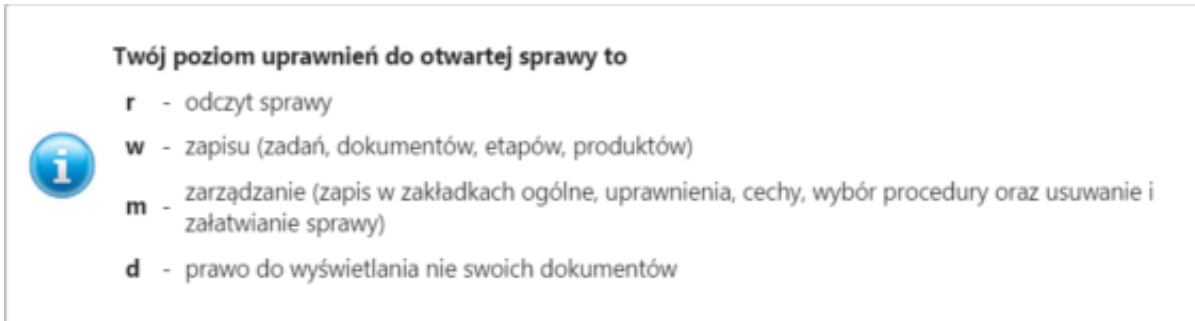 Twój poziom uprawnień do otwartej sprawy to
r - odczyt sprawy
w - zapisu (zadań, dokumentów, etapów, produktów)
m - zarządzanie (zapis w zakładkach ogólne, uprawnienia, cechy, wybór procedury oraz usuwanie i
załatwianie sprawy)
d - prawo do wyświetlania nie swoich dokumentów